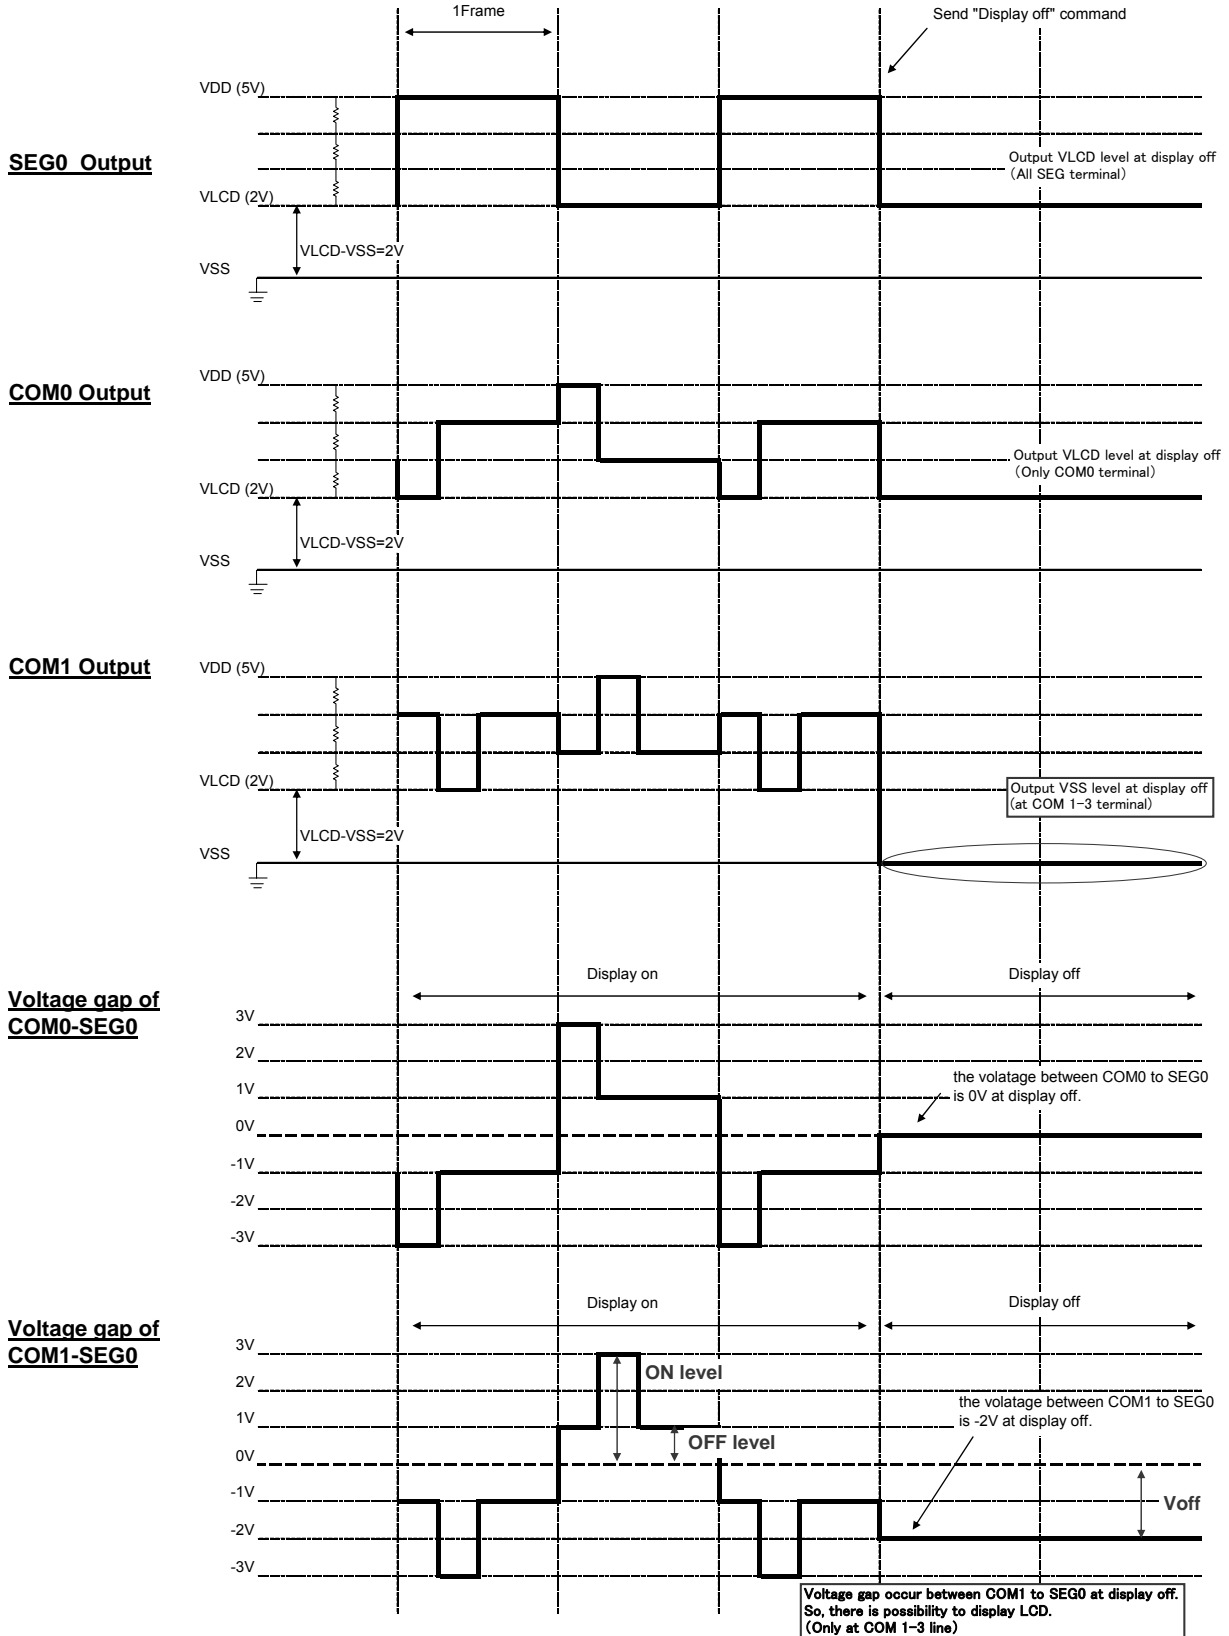 1Frame
Send "Display off" command
VDD (5V)
SEG0  Output
Output VLCD level at display off
(All SEG terminal)
VLCD (2V)
VLCD-VSS=2V
VSS
VDD (5V)
COM0 Output
Output VLCD level at display off
(Only COM0 terminal)
VLCD (2V)
VLCD-VSS=2V
VSS
COM1 Output
VDD (5V)
VLCD (2V)
Output VSS level at display off
(at COM 1-3 terminal)
VLCD-VSS=2V
VSS
Display on
Display off
Voltage gap of
COM0-SEG0
3V
2V
1V
0V
-1V
-2V
-3V
the volatage between COM0 to SEG0
is 0V at display off.
Display on
Display off
Voltage gap of
COM1-SEG0
3V
2V
1V
0V
-1V
-2V
-3V
ON level
OFF level
the volatage between COM1 to SEG0
is -2V at display off.
Voff
Voltage gap occur between COM1 to SEG0 at display off.
So, there is possibility to display LCD.
(Only at COM 1-3 line)